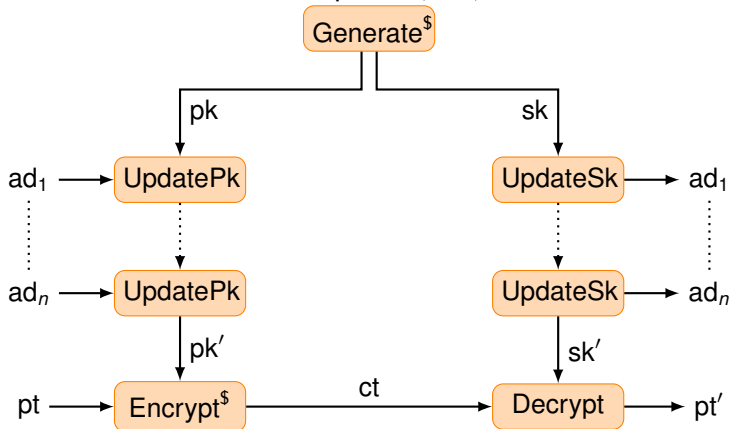 Generate$
pk sk
ad1 UpdatePk UpdateSk ad1
adn UpdatePk UpdateSk adn
pk′ sk′
pt Encrypt$ ct Decrypt pt′